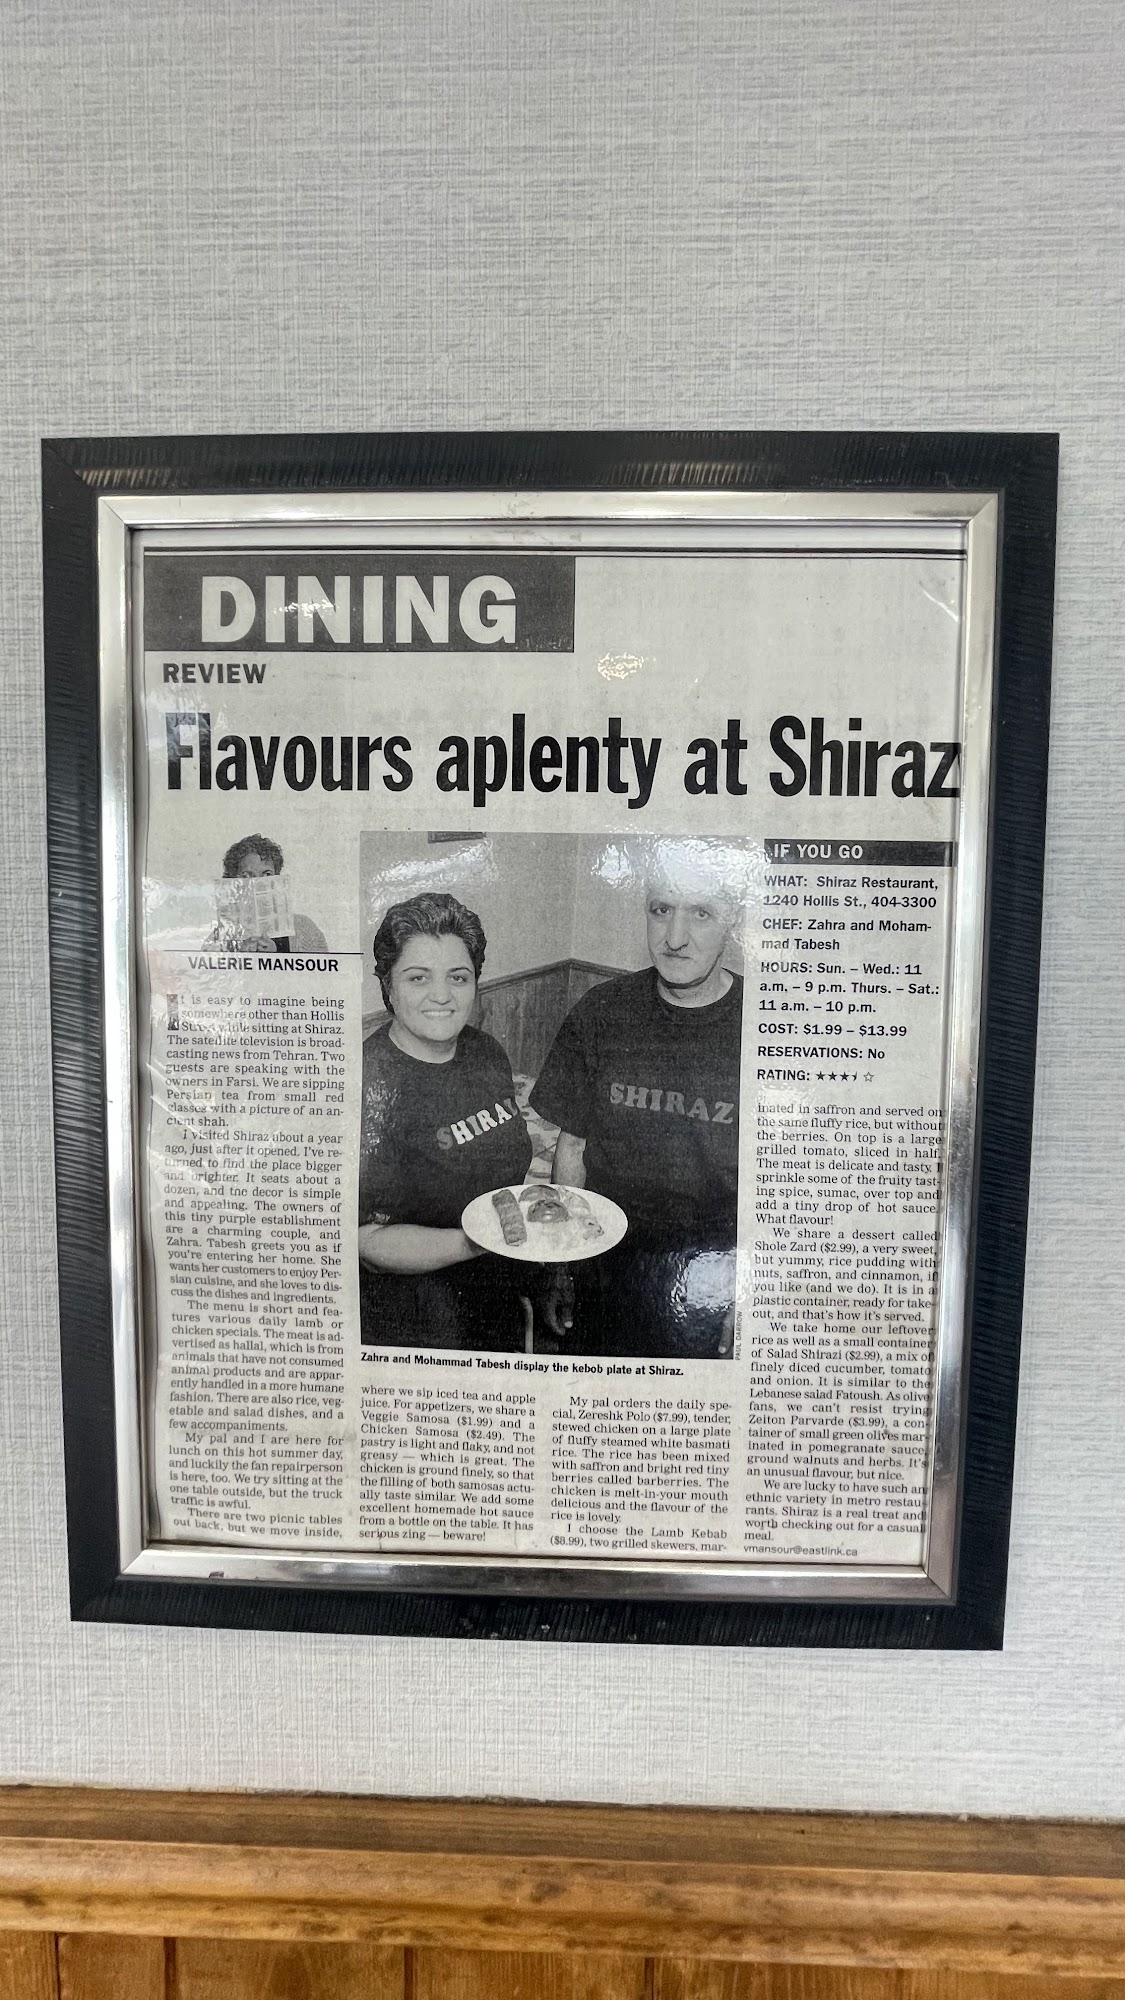 DINING
REVIEW
Flavours aplenty at Shiraz
VALERIE MANSOUR
It is easy to imagine being
somewhere other than Hollis
Street while sitting at Shiraz.
The satellite television is broad-
casting news from Tehran. Two
guests are speaking with the
owners in Farsi. We are sipping
Persian tea from small red
glasses with a picture of an an-
cient shah.
I visited Shiraz about a year
ago, just after it opened. I've re-
turned to find the place bigger
and brighter. It seats about a
dozen, and the decor is simple
and appealing. The owners of
this tiny purple establishment
are a charming couple, and
Zahra. Tabesh greets you as if
you're entering her home. She
wants her customers to enjoy Per-
sian cuisine, and she loves to dis-
cuss the dishes and ingredients.
The menu is short and fea-
tures various daily lamb or
chicken specials. The meat is ad-
vertised as hallal, which is from
animals that have not consumed
animal products and are appar-
ently handled in a more humane
fashion. There are also rice, veg-
etable and salad dishes, and a
few accompaniments.
My pal and I are here for
lunch on this hot summer day,
and luckily the fan repairperson
is here, too. We try sitting at the
one table outside, but the truck
traffic is awful.
There are two picnic tables
out back, but we move inside,
SHIRAZ
SHIRAZ
PAUL DARROW
Zahra and Mohammad Tabesh display the kebob plate at Shiraz.
where we sip iced tea and apple
juice. For appetizers, we share a
Veggie Samosa ($1.99) and a
Chicken Samosa ($2.49). The
pastry is light and flaky, and not
greasy — which is great. The
chicken is ground finely, so that
the filling of both samosas actu-
ally taste similar. We add some
excellent homemade hot sauce
from a bottle on the table. It has
serious zing — beware!
My pal orders the daily spe-
cial, Zereshk Polo ($7.99), tender,
stewed chicken on a large plate
of fluffy steamed white basmati
rice. The rice has been mixed
with saffron and bright red tiny
berries called barberries. The
chicken is melt-in-your mouth
delicious and the flavour of the
rice is lovely.
I choose the Lamb Kebab
($8.99), two grilled skewers, mar-
IF YOU GO
WHAT: Shiraz Restaurant,
1240 Hollis St., 404-3300
CHEF: Zahra and Moham-
mad Tabesh
HOURS: Sun. – Wed.: 11
a.m. – 9 p.m. Thurs. – Sat.:
11 a.m. – 10 p.m.
COST: $1.99 – $13.99
RESERVATIONS: No
RATING: ★★★⯨ ☆
inated in saffron and served on
the same fluffy rice, but without
the berries. On top is a large
grilled tomato, sliced in half.
The meat is delicate and tasty. I
sprinkle some of the fruity tast-
ing spice, sumac, over top and
add a tiny drop of hot sauce.
What flavour!
We share a dessert called
Shole Zard ($2.99), a very sweet,
but yummy, rice pudding with
nuts, saffron, and cinnamon, if
you like (and we do). It is in a
plastic container, ready for take-
out, and that's how it's served.
We take home our leftover
rice as well as a small container
of Salad Shirazi ($2.99), a mix of
finely diced cucumber, tomato
and onion. It is similar to the
Lebanese salad Fatoush. As olive
fans, we can't resist trying
Zeiton Parvarde ($3.99), a con-
tainer of small green olives mar-
inated in pomegranate sauce,
ground walnuts and herbs. It's
an unusual flavour, but nice.
We are lucky to have such an
ethnic variety in metro restau-
rants. Shiraz is a real treat and
worth checking out for a casual
meal.
vmansour@eastlink.ca